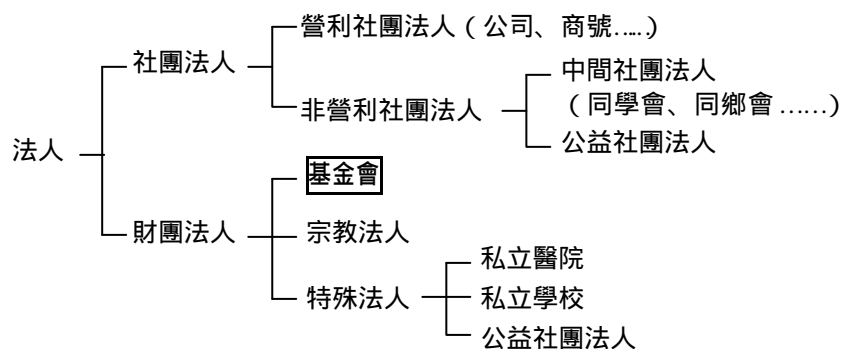 營利社團法人（公司、商號……）
社團法人
中間社團法人
非營利社團法人
（同學會、同鄉會……）
公益社團法人
法人
基金會
財團法人
宗教法人
私立醫院
特殊法人
私立學校
公益社團法人